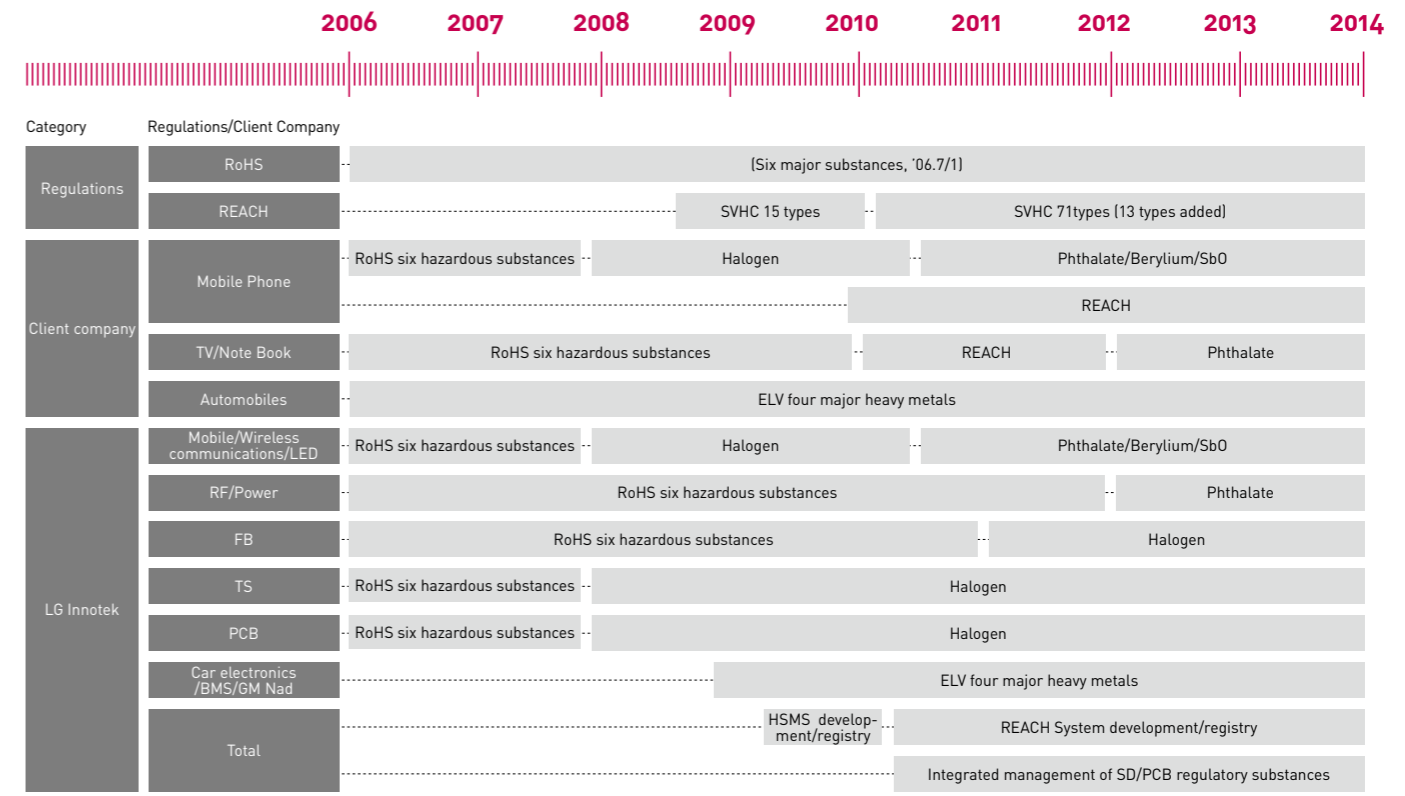 2006 2007 2008 2009 2010 2011 2012 2013 2014
Category Regulations/Client Company
Regulations
RoHS
(Six major substances, '06.7/1)
REACH
SVHC 15 types
SVHC 71types (13 types added)
Client company
Mobile Phone
RoHS six hazardous substances
Halogen
Phthalate/Berylium/SbO
REACH
TV/Note Book
RoHS six hazardous substances
REACH
Phthalate
Automobiles
ELV four major heavy metals
LG Innotek
Mobile/Wireless
communications/LED
RoHS six hazardous substances
Halogen
Phthalate/Berylium/SbO
RF/Power
RoHS six hazardous substances
Phthalate
FB
RoHS six hazardous substances
Halogen
TS
RoHS six hazardous substances
Halogen
PCB
RoHS six hazardous substances
Halogen
Car electronics
/BMS/GM Nad
ELV four major heavy metals
Total
HSMS develop-
ment/registry
REACH System development/registry
Integrated management of SD/PCB regulatory substances